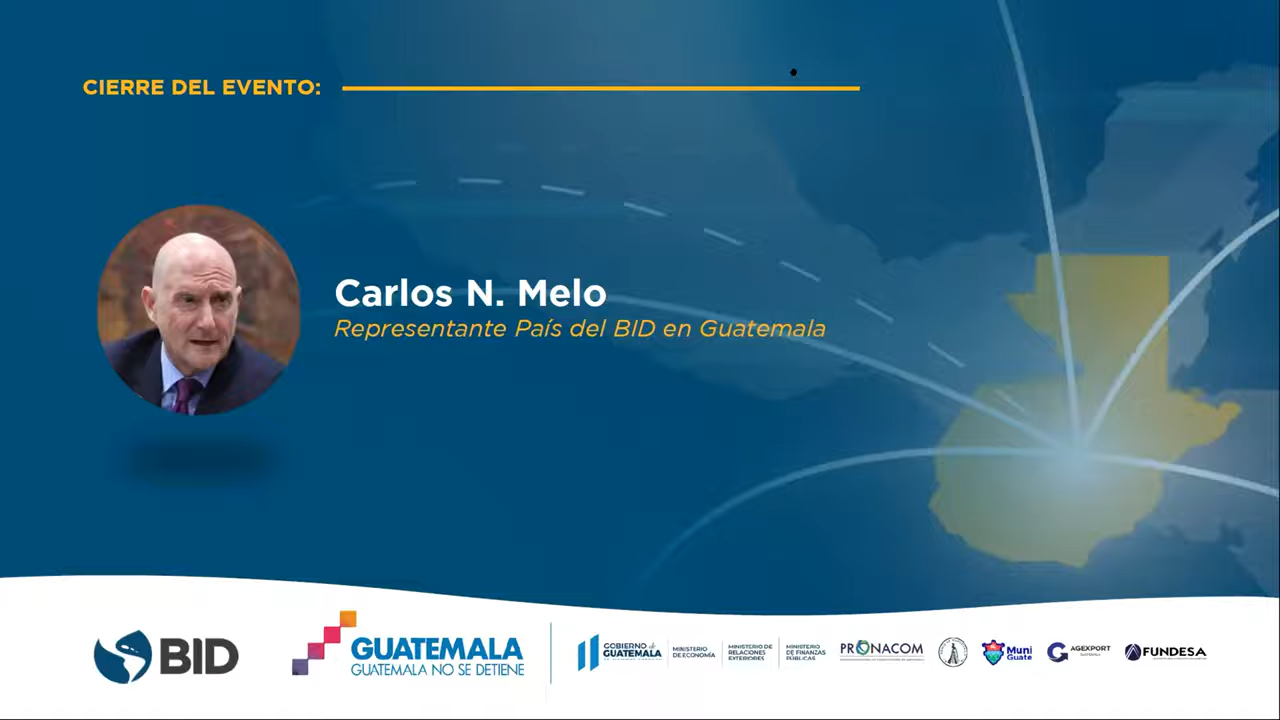 CIERRE DEL EVENTO:
Carlos N. Melo
Representante País del BID en Guatemala
BID
GUATEMALA
GUATEMALA NO SE DETIENE
GOBIERNO de
GUATEMALA
MINISTERIO
DE ECONOMÍA
MINISTERIO DE
RELACIONES
EXTERIORES
MINISTERIO
DE FINANZAS
PÚBLICAS
PRONACOM
Muni
Guate
AGEXPORT
FUNDESA